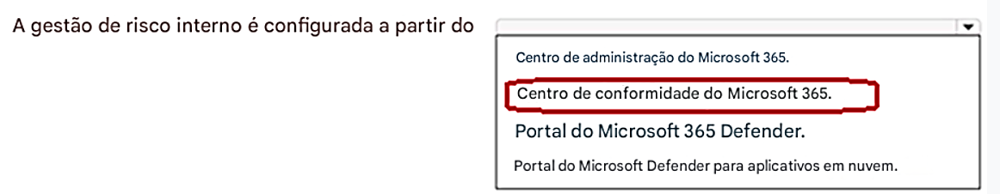 A gestão de risco interno é configurada a partir do
Centro de administração do Microsoft 365.
Centro de conformidade do Microsoft 365.
Portal do Microsoft 365 Defender.
Portal do Microsoft Defender para aplicativos em nuvem.